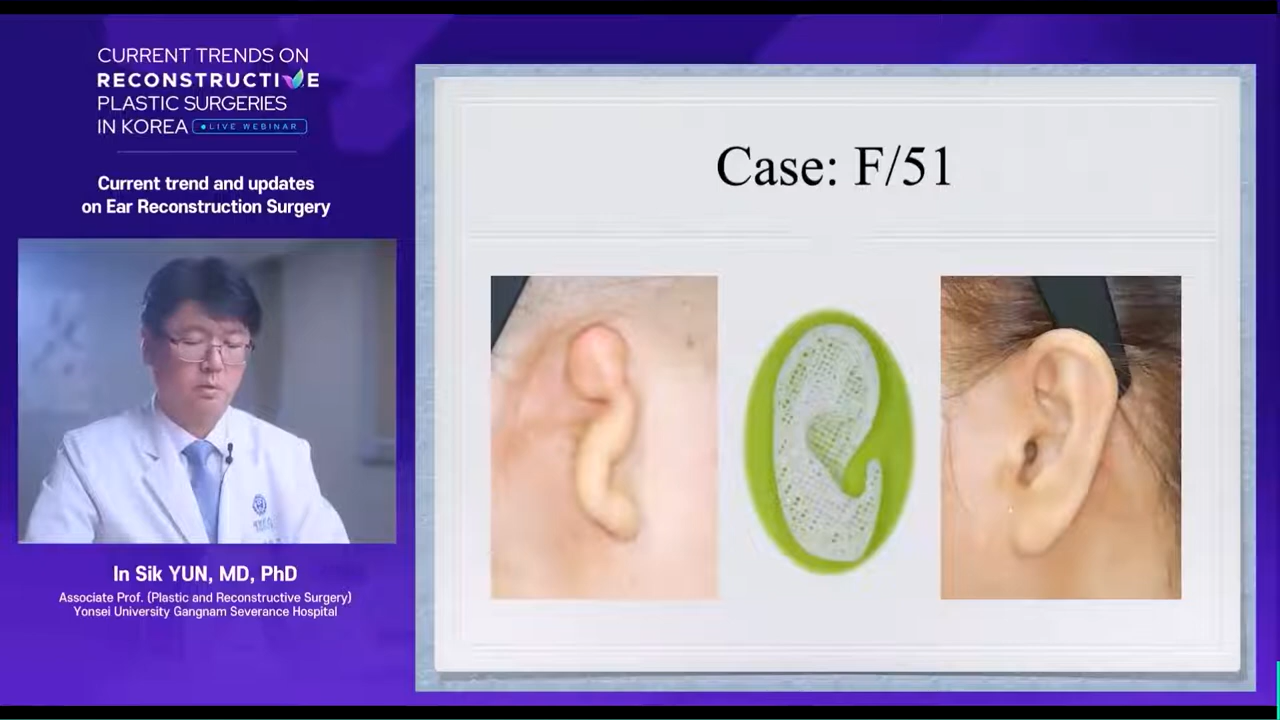 CURRENT TRENDS ON
RECONSTRUCTIVE
PLASTIC SURGERIES
IN KOREA LIVE WEBINAR
Current trend and updates
on Ear Reconstruction Surgery
In Sik YUN, MD, PhD
Associate Prof. (Plastic and Reconstructive Surgery)
Yonsei University Gangnam Severance Hospital
Case: F/51